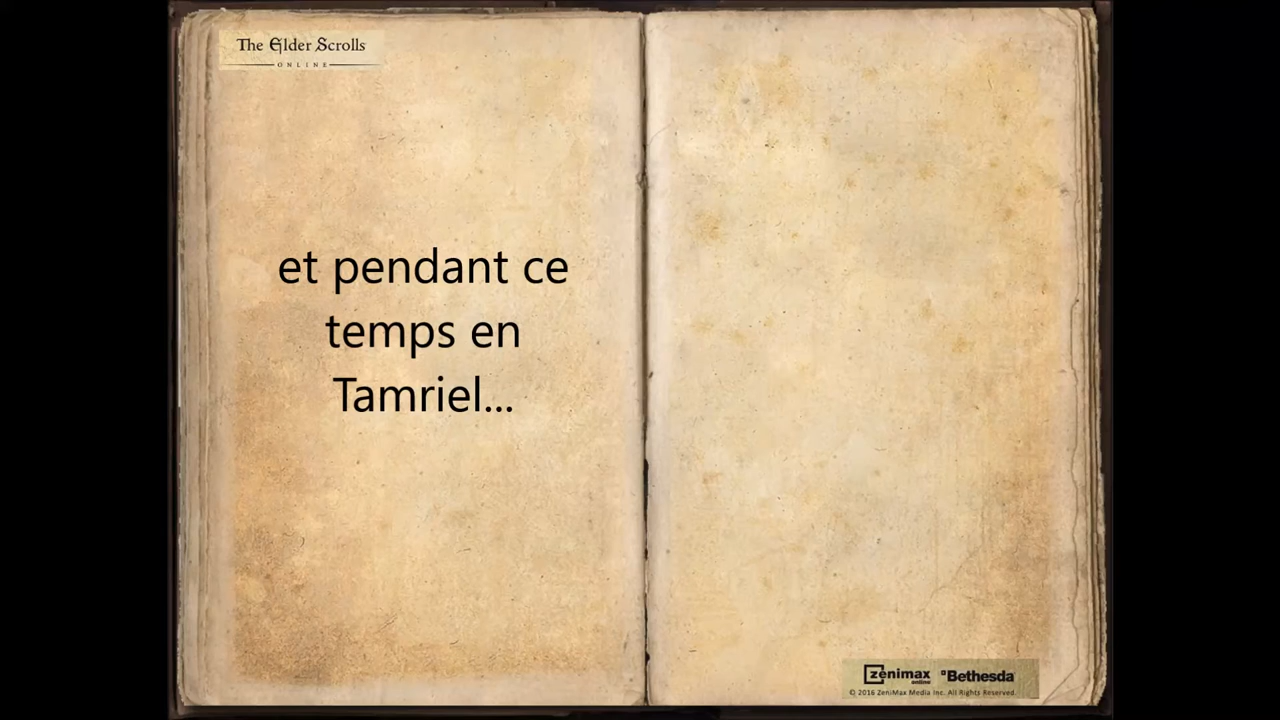 The Elder Scrolls
ONLINE
et pendant ce
temps en
Tamriel...
zenimax
online
Bethesda
© 2016 ZeniMax Media Inc. All Rights Reserved.